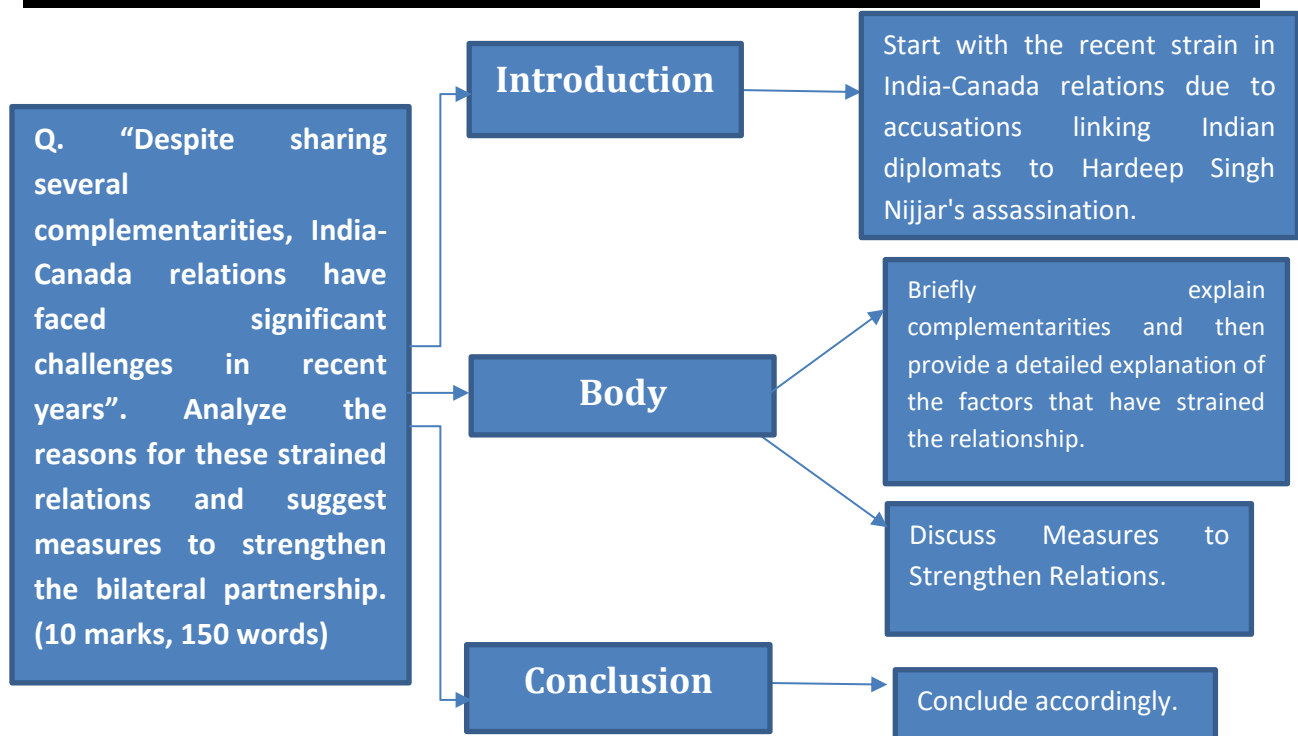 Q. “Despite sharing
several
complementarities, India-
Canada relations have
faced significant
challenges in recent
years”. Analyze the
reasons for these strained
relations and suggest
measures to strengthen
the bilateral partnership.
(10 marks, 150 words)
Introduction
Start with the recent strain in
India-Canada relations due to
accusations linking Indian
diplomats to Hardeep Singh
Nijjar's assassination.
Body
Briefly explain
complementarities and then
provide a detailed explanation of
the factors that have strained
the relationship.
Discuss Measures to
Strengthen Relations.
Conclusion
Conclude accordingly.